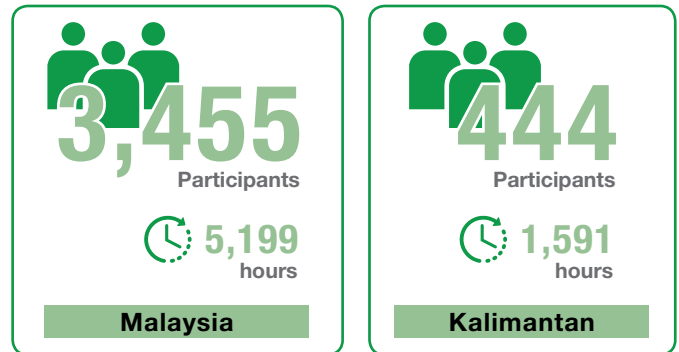 3,455
Participants
5,199
hours
Malaysia
444
Participants
1,591
hours
Kalimantan